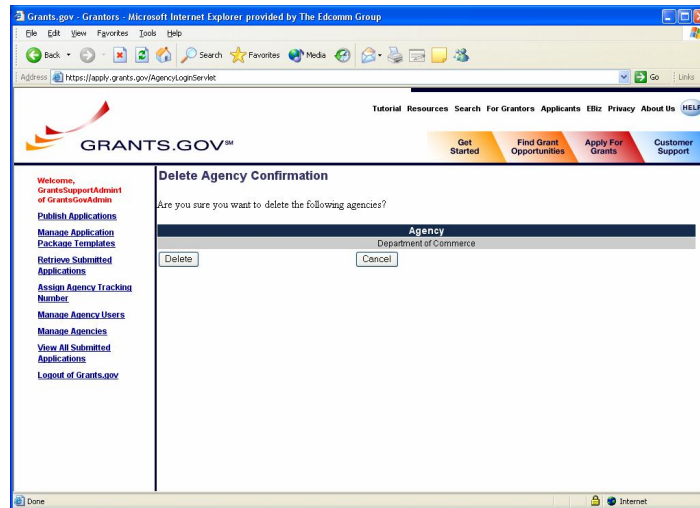 Grants.gov - Grantors - Microsoft Internet Explorer provided by The Edcomm Group
File Edit View Favorites Tools Help
Back Search Favorites Media
Address https://apply.grants.gov/AgencyLoginServlet Go Links
Tutorial Resources Search For Grantors Applicants EBiz Privacy About Us HELP
GRANTS.GOV℠
Get Started
Find Grant Opportunities
Apply For Grants
Customer Support
Welcome,
GrantsSupportAdmin1
of GrantsGovAdmin
Publish Applications
Manage Application
Package Templates
Retrieve Submitted
Applications
Assign Agency Tracking
Number
Manage Agency Users
Manage Agencies
View All Submitted
Applications
Logout of Grants.gov
Delete Agency Confirmation
Are you sure you want to delete the following agencies?
Agency
Department of Commerce
Delete Cancel
Done Internet